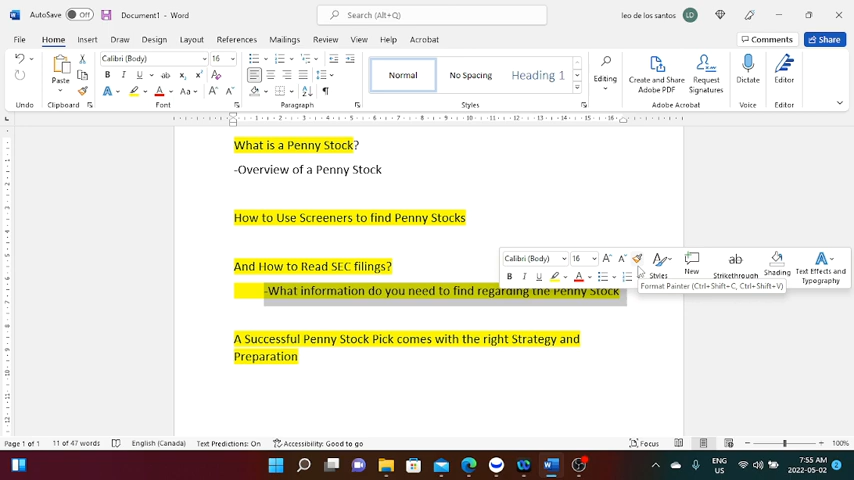 AutoSave Off Document1 - Word Search (Alt+Q) leo de los santos
File Home Insert Draw Design Layout References Mailings Review View Help Acrobat Comments Share
Calibri (Body) 16 Normal No Spacing Heading 1
Paste Editing Create and Share Adobe PDF Request Signatures Dictate Editor
Undo Clipboard Font Paragraph Styles Adobe Acrobat Voice Editor
What is a Penny Stock?
-Overview of a Penny Stock
How to Use Screeners to find Penny Stocks
And How to Read SEC filings?
-What information do you need to find regarding the Penny Stock
Calibri (Body) 16
Styles New Strikethrough Shading Text Effects and Typography
Format Painter (Ctrl+Shift+C, Ctrl+Shift+V)
A Successful Penny Stock Pick comes with the right Strategy and
Preparation
Page 1 of 1 11 of 47 words English (Canada) Text Predictions: On Accessibility: Good to go Focus 100%
ENG US 7:55 AM 2022-05-02 2